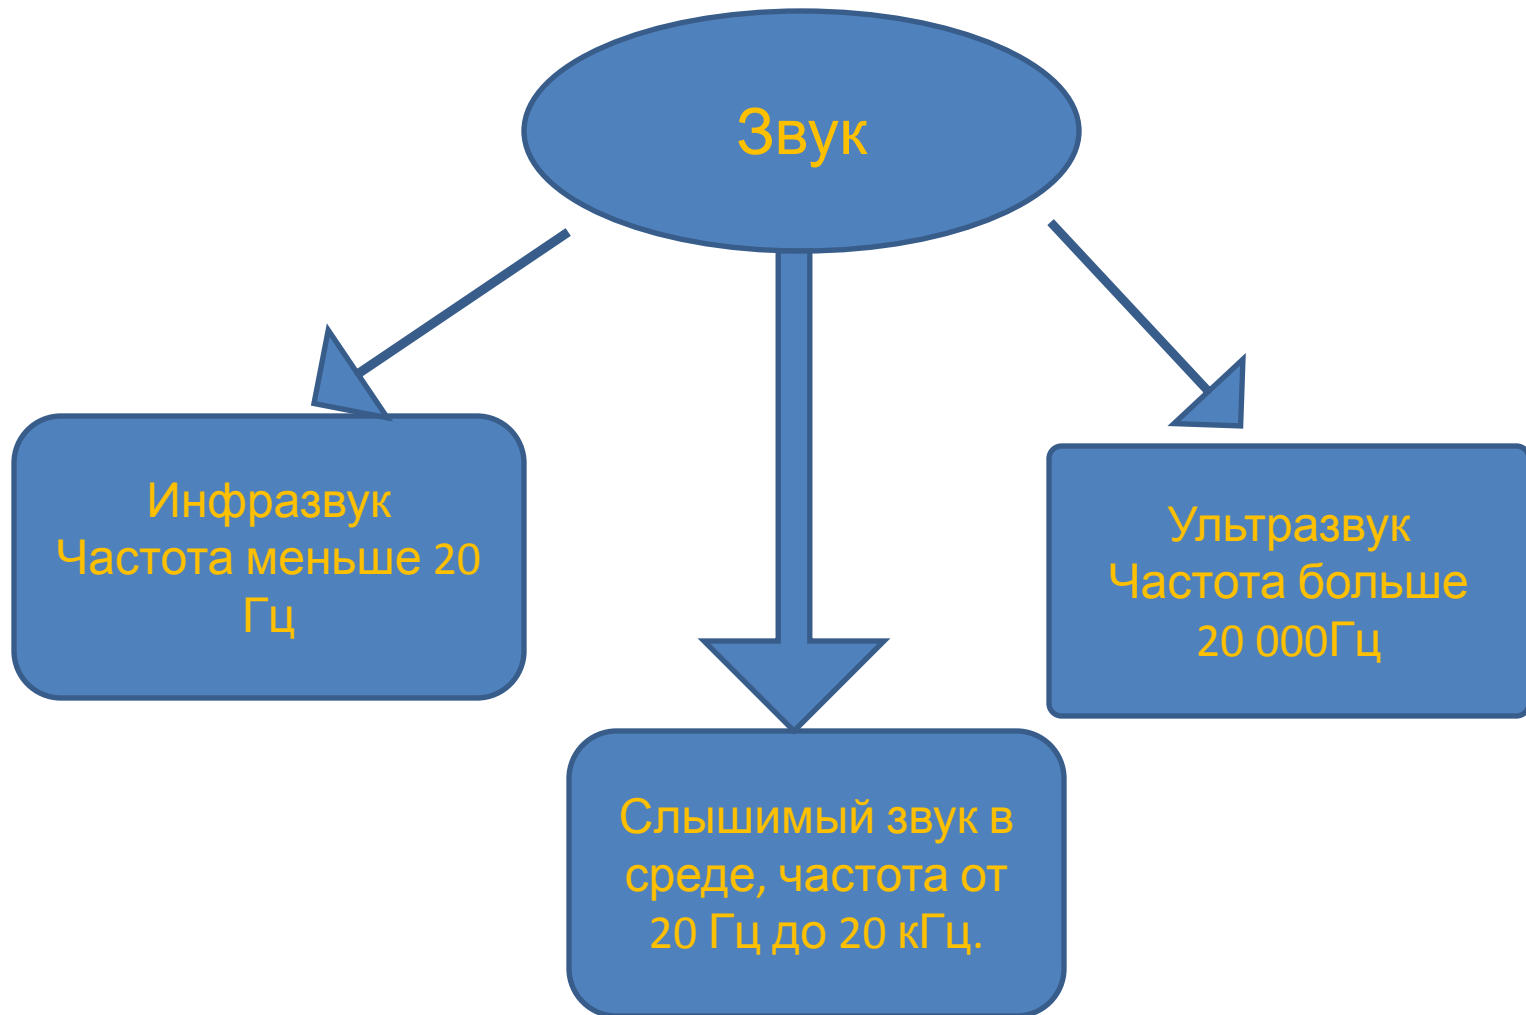 Звук
Инфразвук
Частота меньше 20
Гц
Ультразвук
Частота больше
20 000Гц
Слышимый звук в
среде, частота от
20 Гц до 20 кГц.